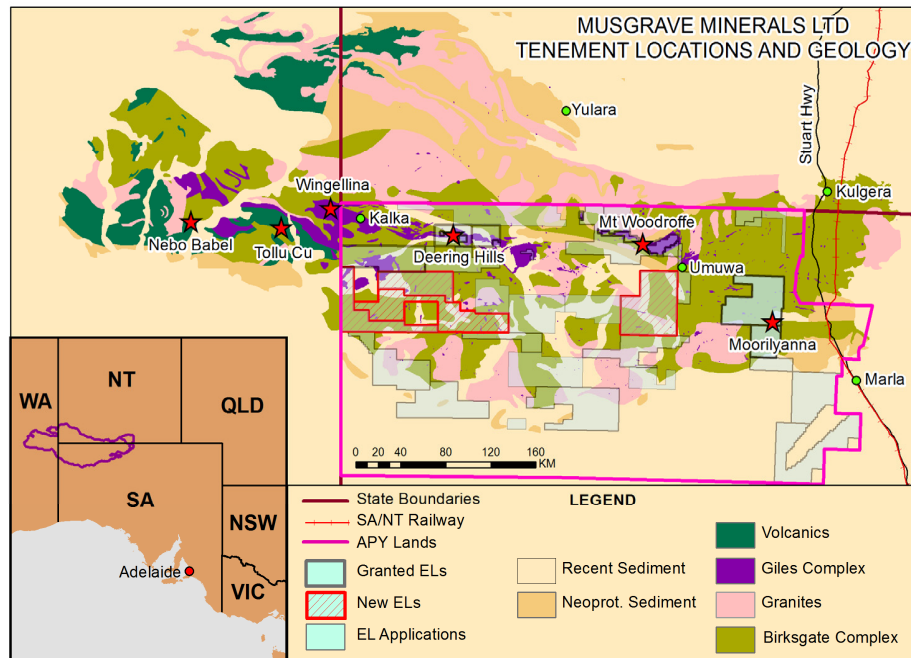 MUSGRAVE MINERALS LTD
TENEMENT LOCATIONS AND GEOLOGY
Yulara
Stuart Hwy
Wingellina
Kulgera
Kalka
Mt Woodroffe
Nebo Babel
Tollu Cu
Deering Hills
Umuwa
Moorilyanna
Marla
0 20 40 80 120 160
KM
WA
NT
QLD
SA
NSW
VIC
Adelaide
LEGEND
State Boundaries
SA/NT Railway
APY Lands
Granted ELs
New ELs
EL Applications
Recent Sediment
Neoprot. Sediment
Volcanics
Giles Complex
Granites
Birksgate Complex